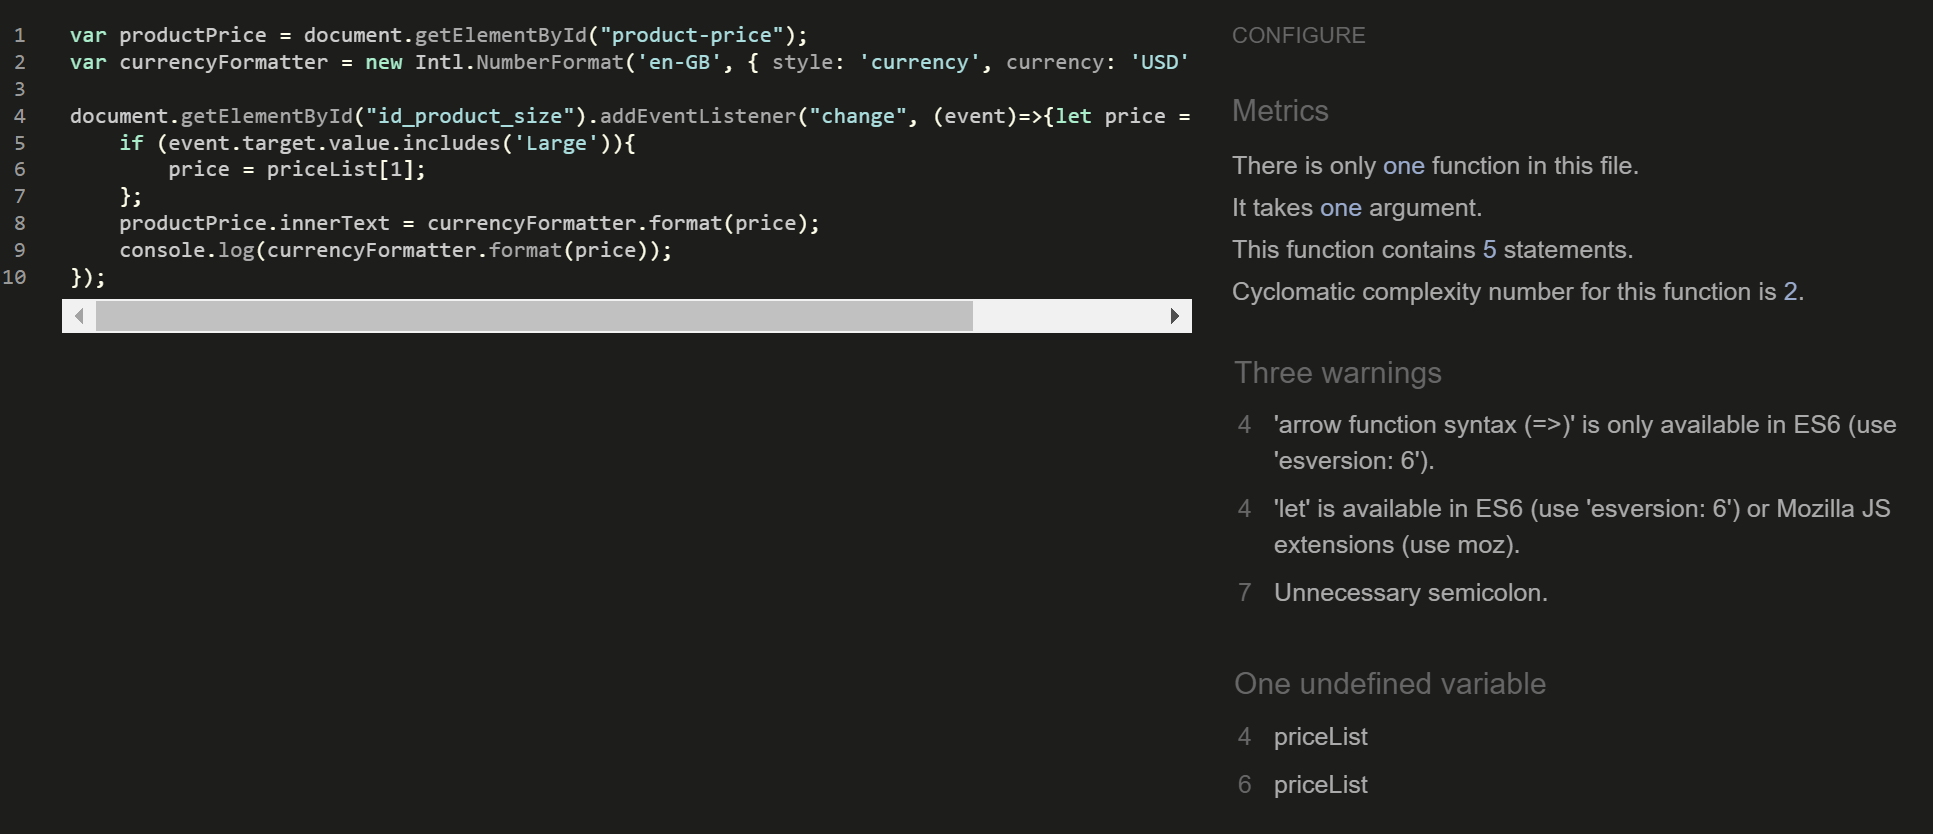 1 var productPrice = document.getElementById("product-price");
2 var currencyFormatter = new Intl.NumberFormat('en-GB', { style: 'currency', currency: 'USD'
3
4 document.getElementById("id_product_size").addEventListener("change", (event)=>{let price =
5     if (event.target.value.includes('Large')){
6         price = priceList[1];
7     };
8     productPrice.innerText = currencyFormatter.format(price);
9     console.log(currencyFormatter.format(price));
10 });
CONFIGURE
Metrics
There is only one function in this file.
It takes one argument.
This function contains 5 statements.
Cyclomatic complexity number for this function is 2.
Three warnings
4 'arrow function syntax (=>)' is only available in ES6 (use
'esversion: 6').
4 'let' is available in ES6 (use 'esversion: 6') or Mozilla JS
extensions (use moz).
7 Unnecessary semicolon.
One undefined variable
4 priceList
6 priceList